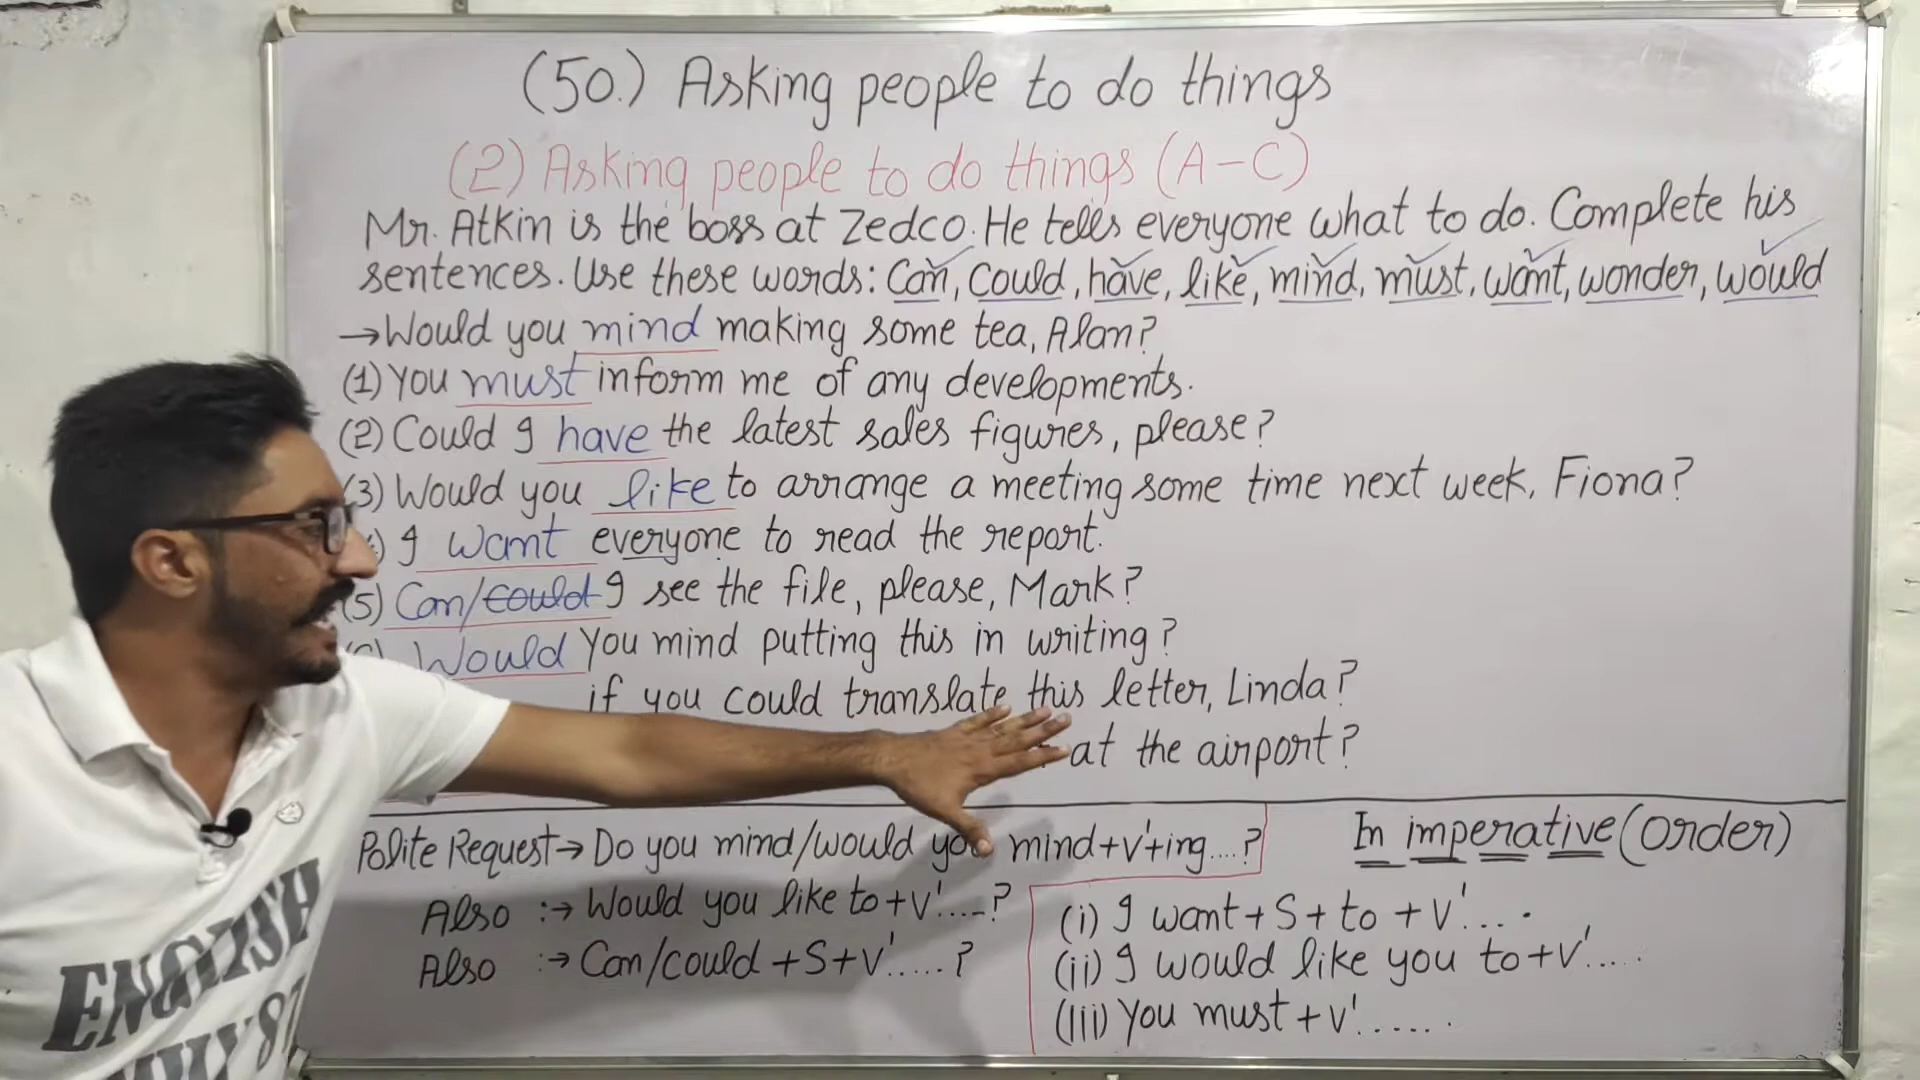 (50.) Asking people to do things
(2) Asking people to do things (A-C)
Mr. Atkin is the boss at Zedco. He tells everyone what to do. Complete his
sentences. Use these words: Can, Could, have, like, mind, must, want, wonder, would
→Would you mind making some tea, Alan?
(1) You must inform me of any developments.
(2) Could I have the latest sales figures, please?
(3) Would you like to arrange a meeting some time next week, Fiona?
) I want everyone to read the report.
(5) Can/could I see the file, please, Mark?
Would you mind putting this in writing?
if you could translate this letter, Linda?
at the airport?
Polite Request→ Do you mind/would you mind+V'+ing....?
Also :→ Would you like to+V'....?
Also :→ Can/could +S+V'.....?
In imperative (order)
(i) I want+S+to+V'...
(ii) I would like you to+V'.....
(iii) You must+V'......
ENGLISH
87